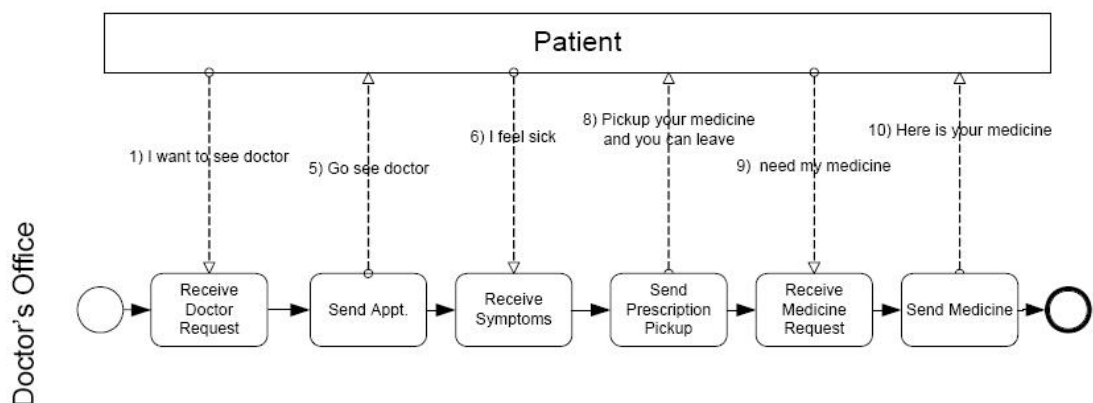 Patient
1) I want to see doctor
5) Go see doctor
6) I feel sick
8) Pickup your medicine
and you can leave
9) need my medicine
10) Here is your medicine
Doctor's Office
Receive
Doctor
Request
Send Appt.
Receive
Symptoms
Send
Prescription
Pickup
Receive
Medicine
Request
Send Medicine